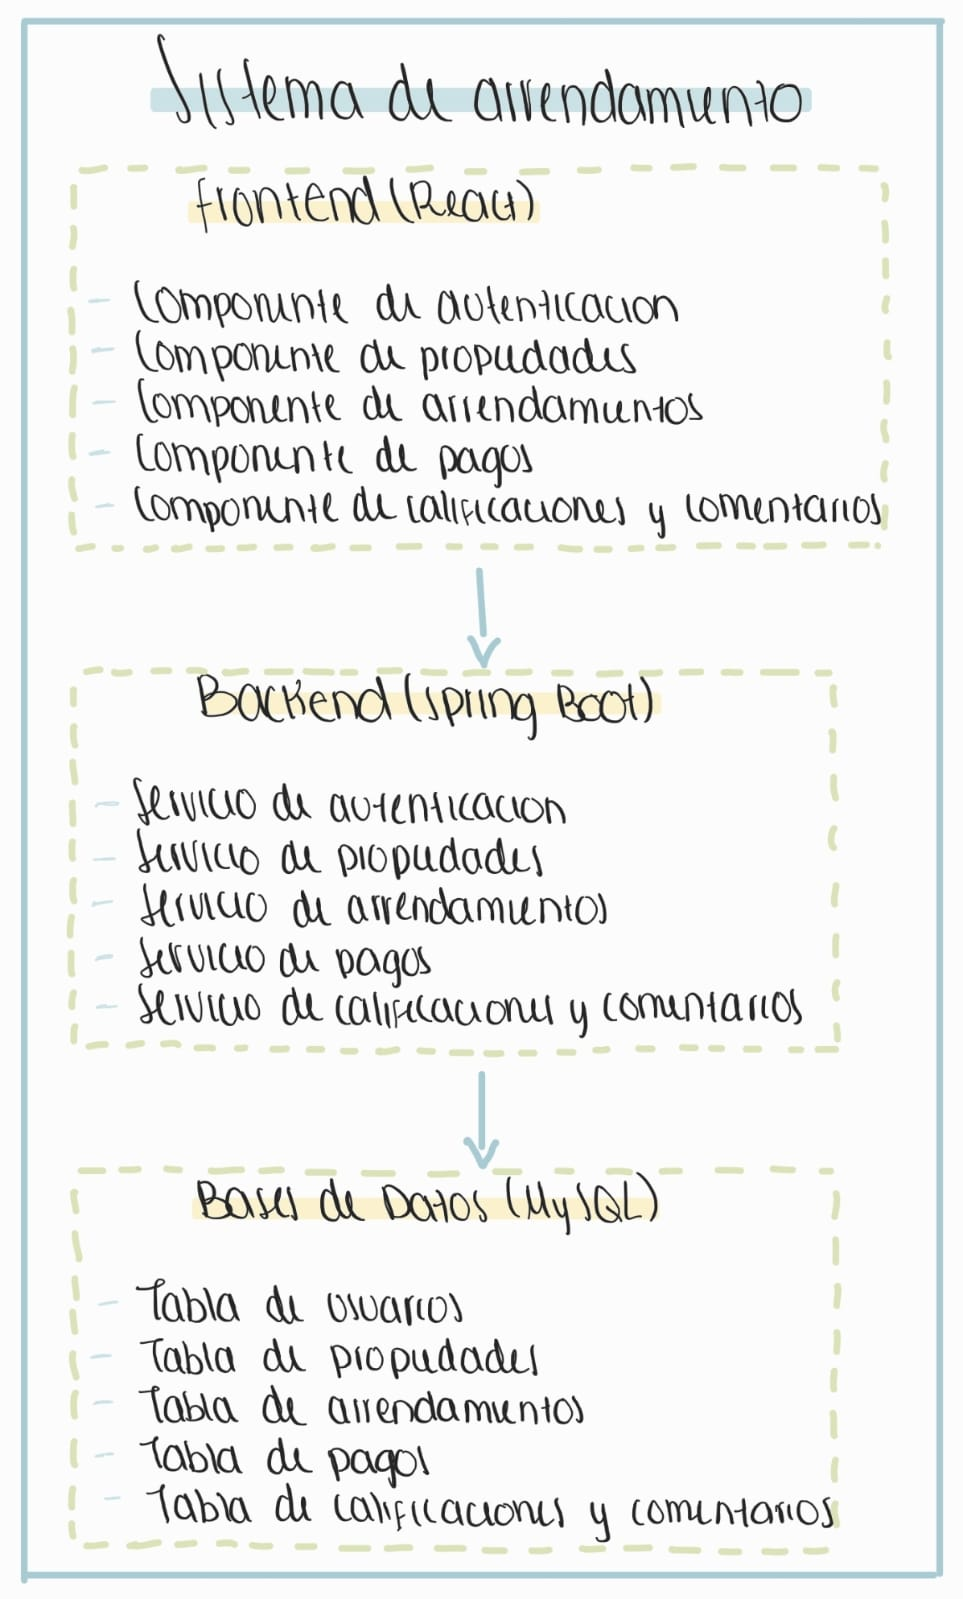 Sistema de arrendamiento
Frontend (React)
- Componente de autenticacion
- Componente de propiedades
- Componente de arrendamientos
- Componente de pagos
- Componente de calificaciones y comentarios
Backend (Spring Boot)
- Servicio de autenticacion
- Servicio de propiedades
- Servicio de arrendamientos
- Servicio de pagos
- Servicio de calificaciones y comentarios
Bases de Datos (MySQL)
- Tabla de usuarios
- Tabla de propiedades
- Tabla de arrendamientos
- Tabla de pagos
- Tabla de calificaciones y comentarios